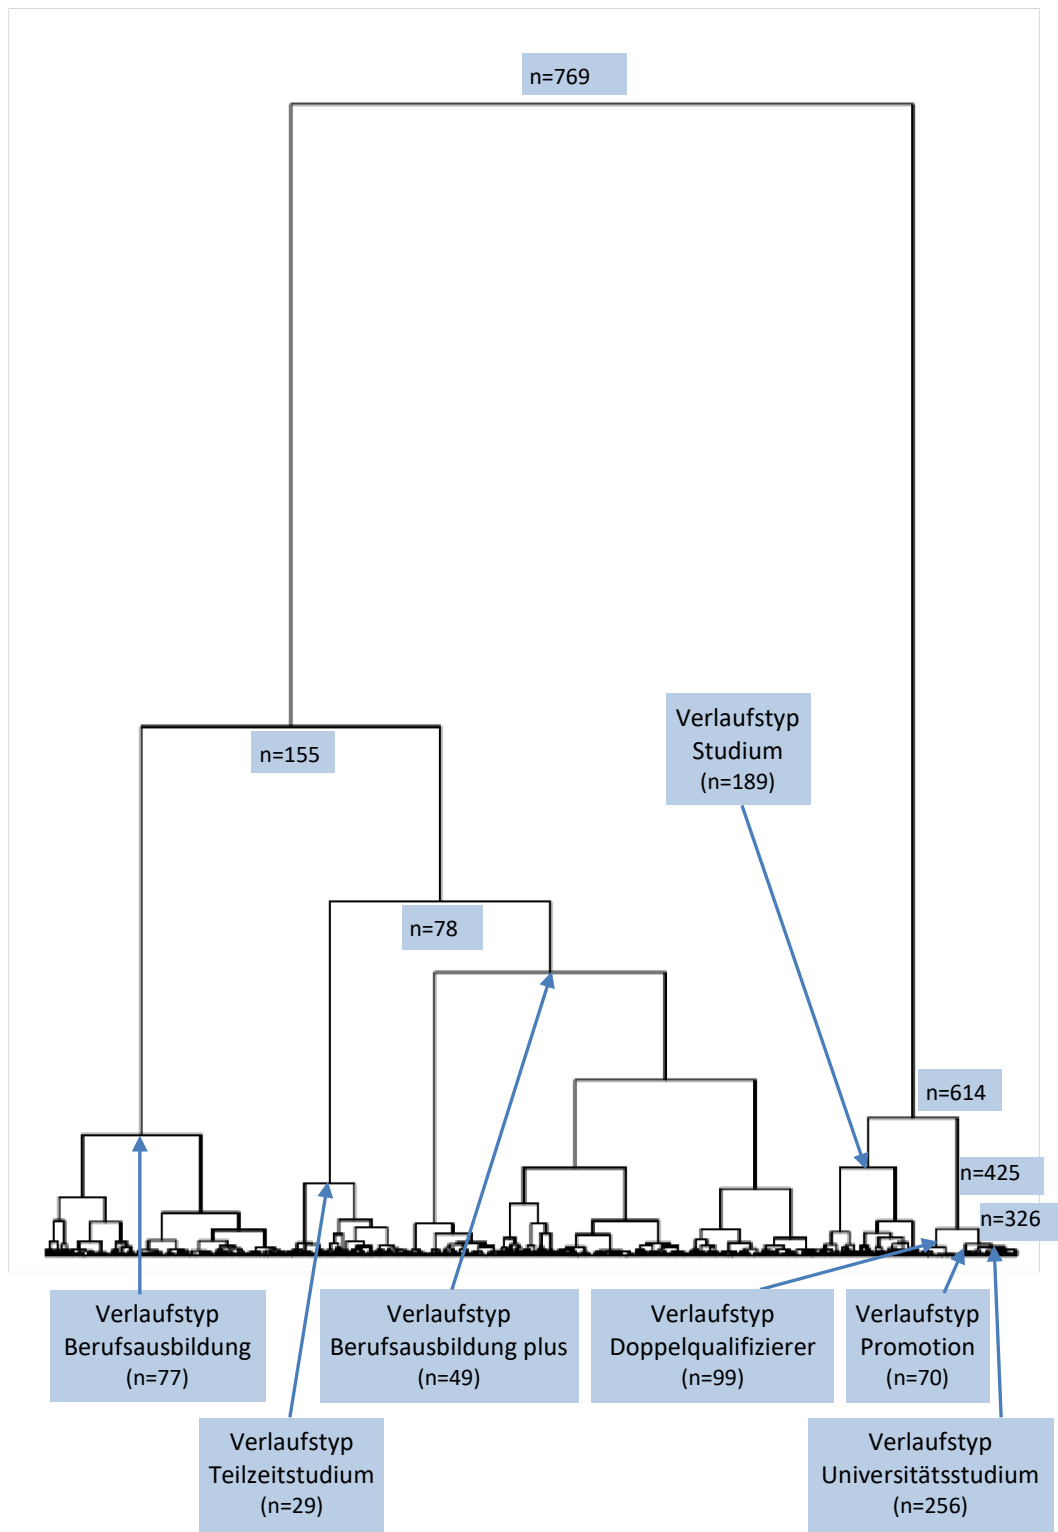 n=769
n=155
Verlaufstyp
Studium
(n=189)
n=78
n=614
n=425
n=326
Verlaufstyp
Berufsausbildung
(n=77)
Verlaufstyp
Berufsausbildung plus
(n=49)
Verlaufstyp
Doppelqualifizierer
(n=99)
Verlaufstyp
Promotion
(n=70)
Verlaufstyp
Teilzeitstudium
(n=29)
Verlaufstyp
Universitätsstudium
(n=256)